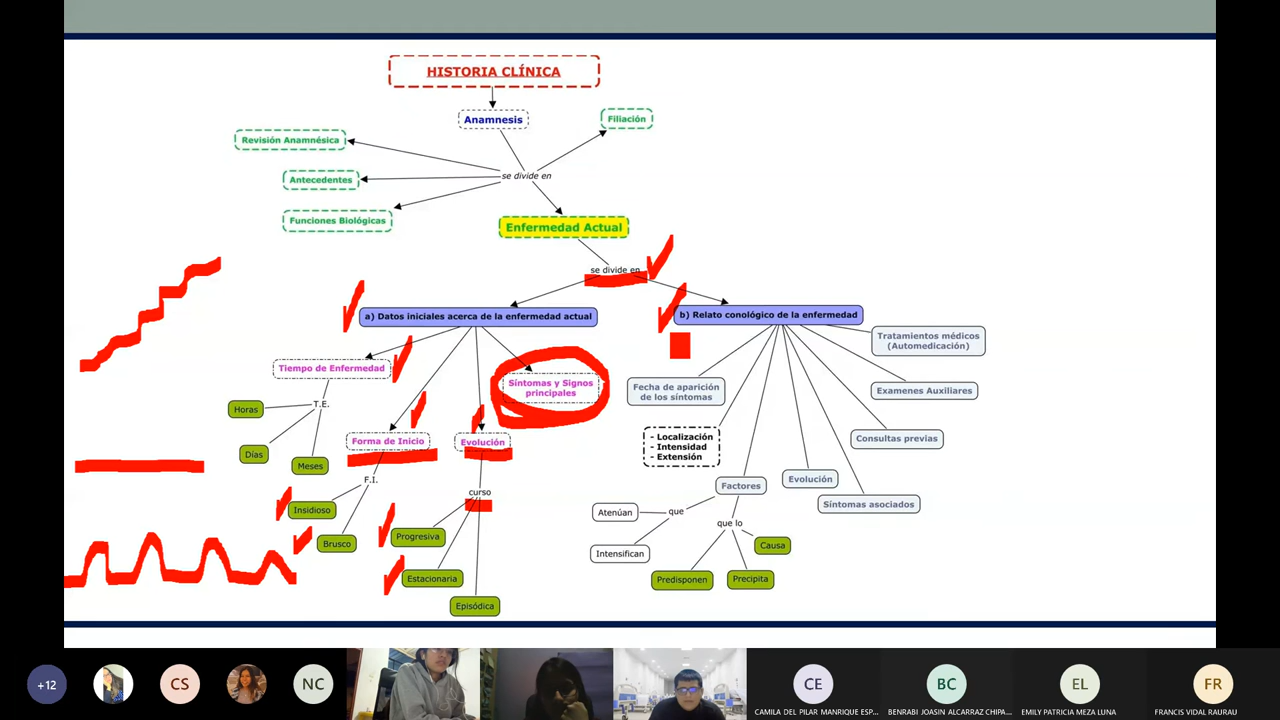 HISTORIA CLÍNICA
Anamnesis
Filiación
Revisión Anamnésica
se divide en
Antecedentes
Funciones Biológicas
Enfermedad Actual
se divide en
a) Datos iniciales acerca de la enfermedad actual
b) Relato conológico de la enfermedad
Tratamientos médicos
(Automedicación)
Tiempo de Enfermedad
Síntomas y Signos
principales
Fecha de aparición
de los síntomas
Examenes Auxiliares
T.E.
Horas
Días
Meses
Forma de Inicio
Evolución
- Localización
- Intensidad
- Extensión
Consultas previas
F.I.
Insidioso
Brusco
curso
Progresiva
Estacionaria
Episódica
Factores
Evolución
Síntomas asociados
Atenúan
que
Intensifican
que lo
Causa
Predisponen
Precipita
+12
CS
NC
CE
BC
EL
FR
CAMILA DEL PILAR MANRIQUE ESP...
BENRABI JOASIN ALCARRAZ CHIPA...
EMILY PATRICIA MEZA LUNA
FRANCIS VIDAL RAURAU